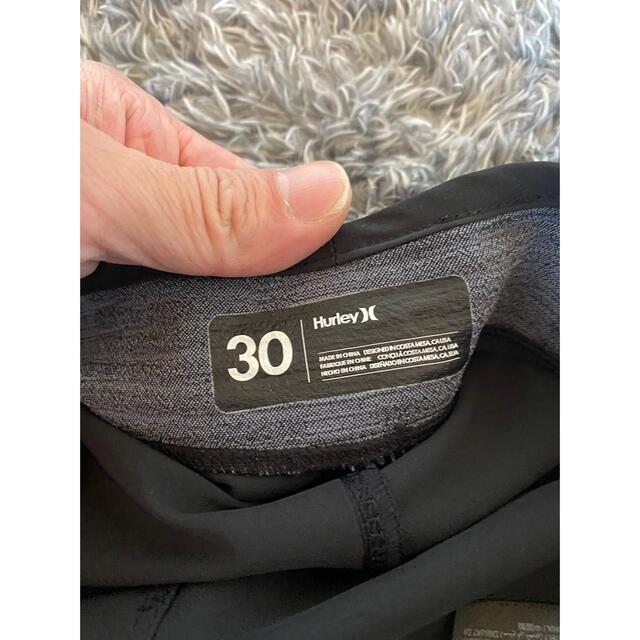 30
Hurley
MADE IN CHINA DESIGNED IN COSTA MESA, CA, USA
FABRIQUÉ EN CHINE CONÇU À COSTA MESA, CA, USA
HECHO EN CHINA DISEÑADO EN COSTA MESA, CA, EUA